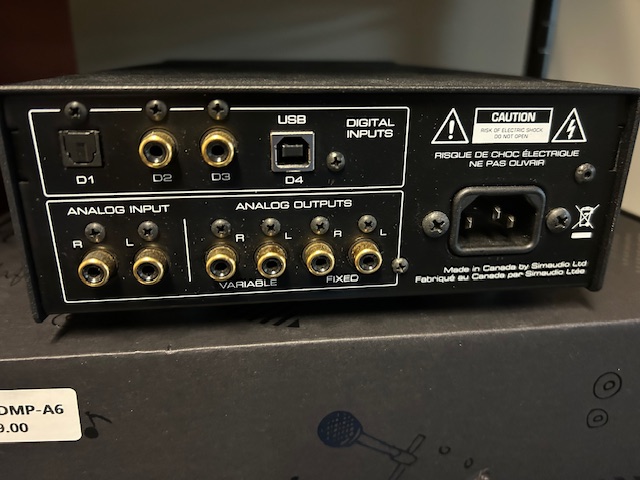 USB
DIGITAL
INPUTS
D1
D2
D3
D4
CAUTION
RISK OF ELECTRIC SHOCK
DO NOT OPEN
RISQUE DE CHOC ÉLECTRIQUE
NE PAS OUVRIR
ANALOG INPUT
R
L
ANALOG OUTPUTS
R
L
R
L
VARIABLE
FIXED
Made in Canada by Simaudio Ltd
Fabriqué au Canada par Simaudio Ltée
DMP-A6
9.00